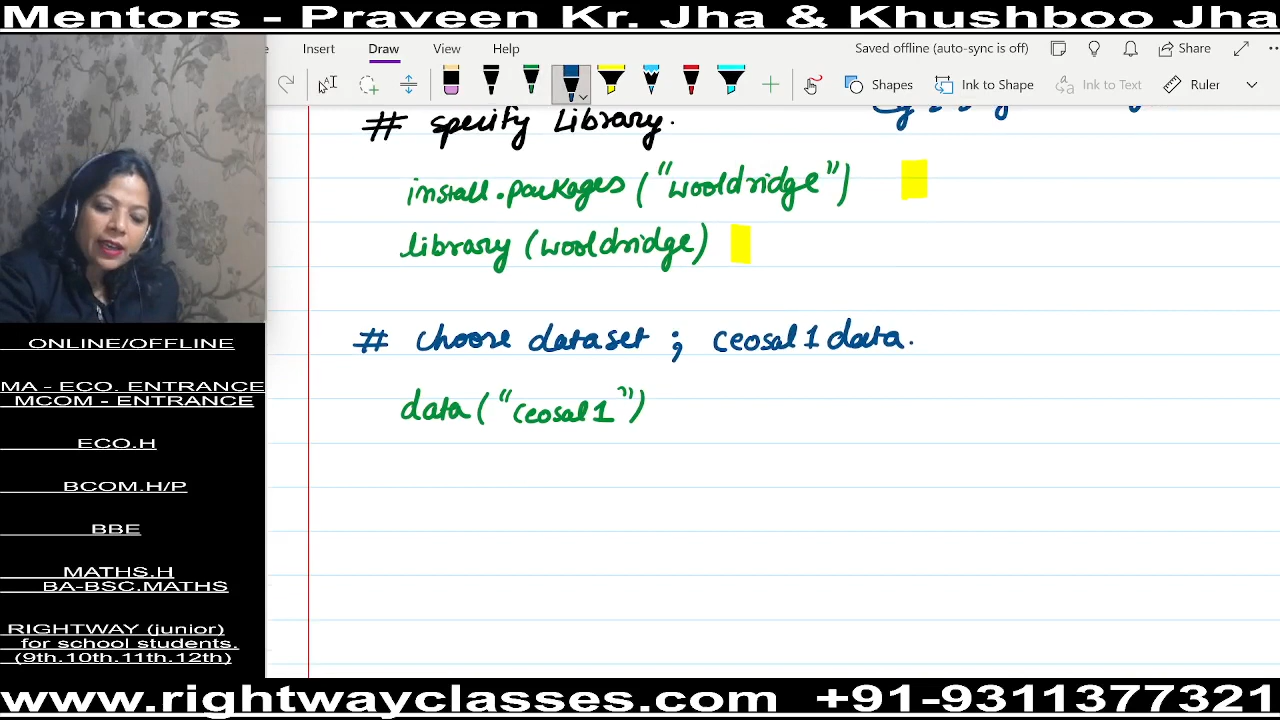 Mentors - Praveen Kr. Jha & Khushboo Jha
Insert Draw View Help Saved offline (auto-sync is off) Share
Shapes Ink to Shape Ink to Text Ruler
# specify Library.
install.packages ("wooldridge")
library (wooldridge)
# choose dataset ; ceosal1 data.
data ("ceosal1")
ONLINE/OFFLINE
MA - ECO. ENTRANCE
MCOM - ENTRANCE
ECO.H
BCOM.H/P
BBE
MATHS.H
BA-BSC.MATHS
RIGHTWAY (junior)
for school students.
(9th.10th.11th.12th)
www.rightwayclasses.com +91-9311377321